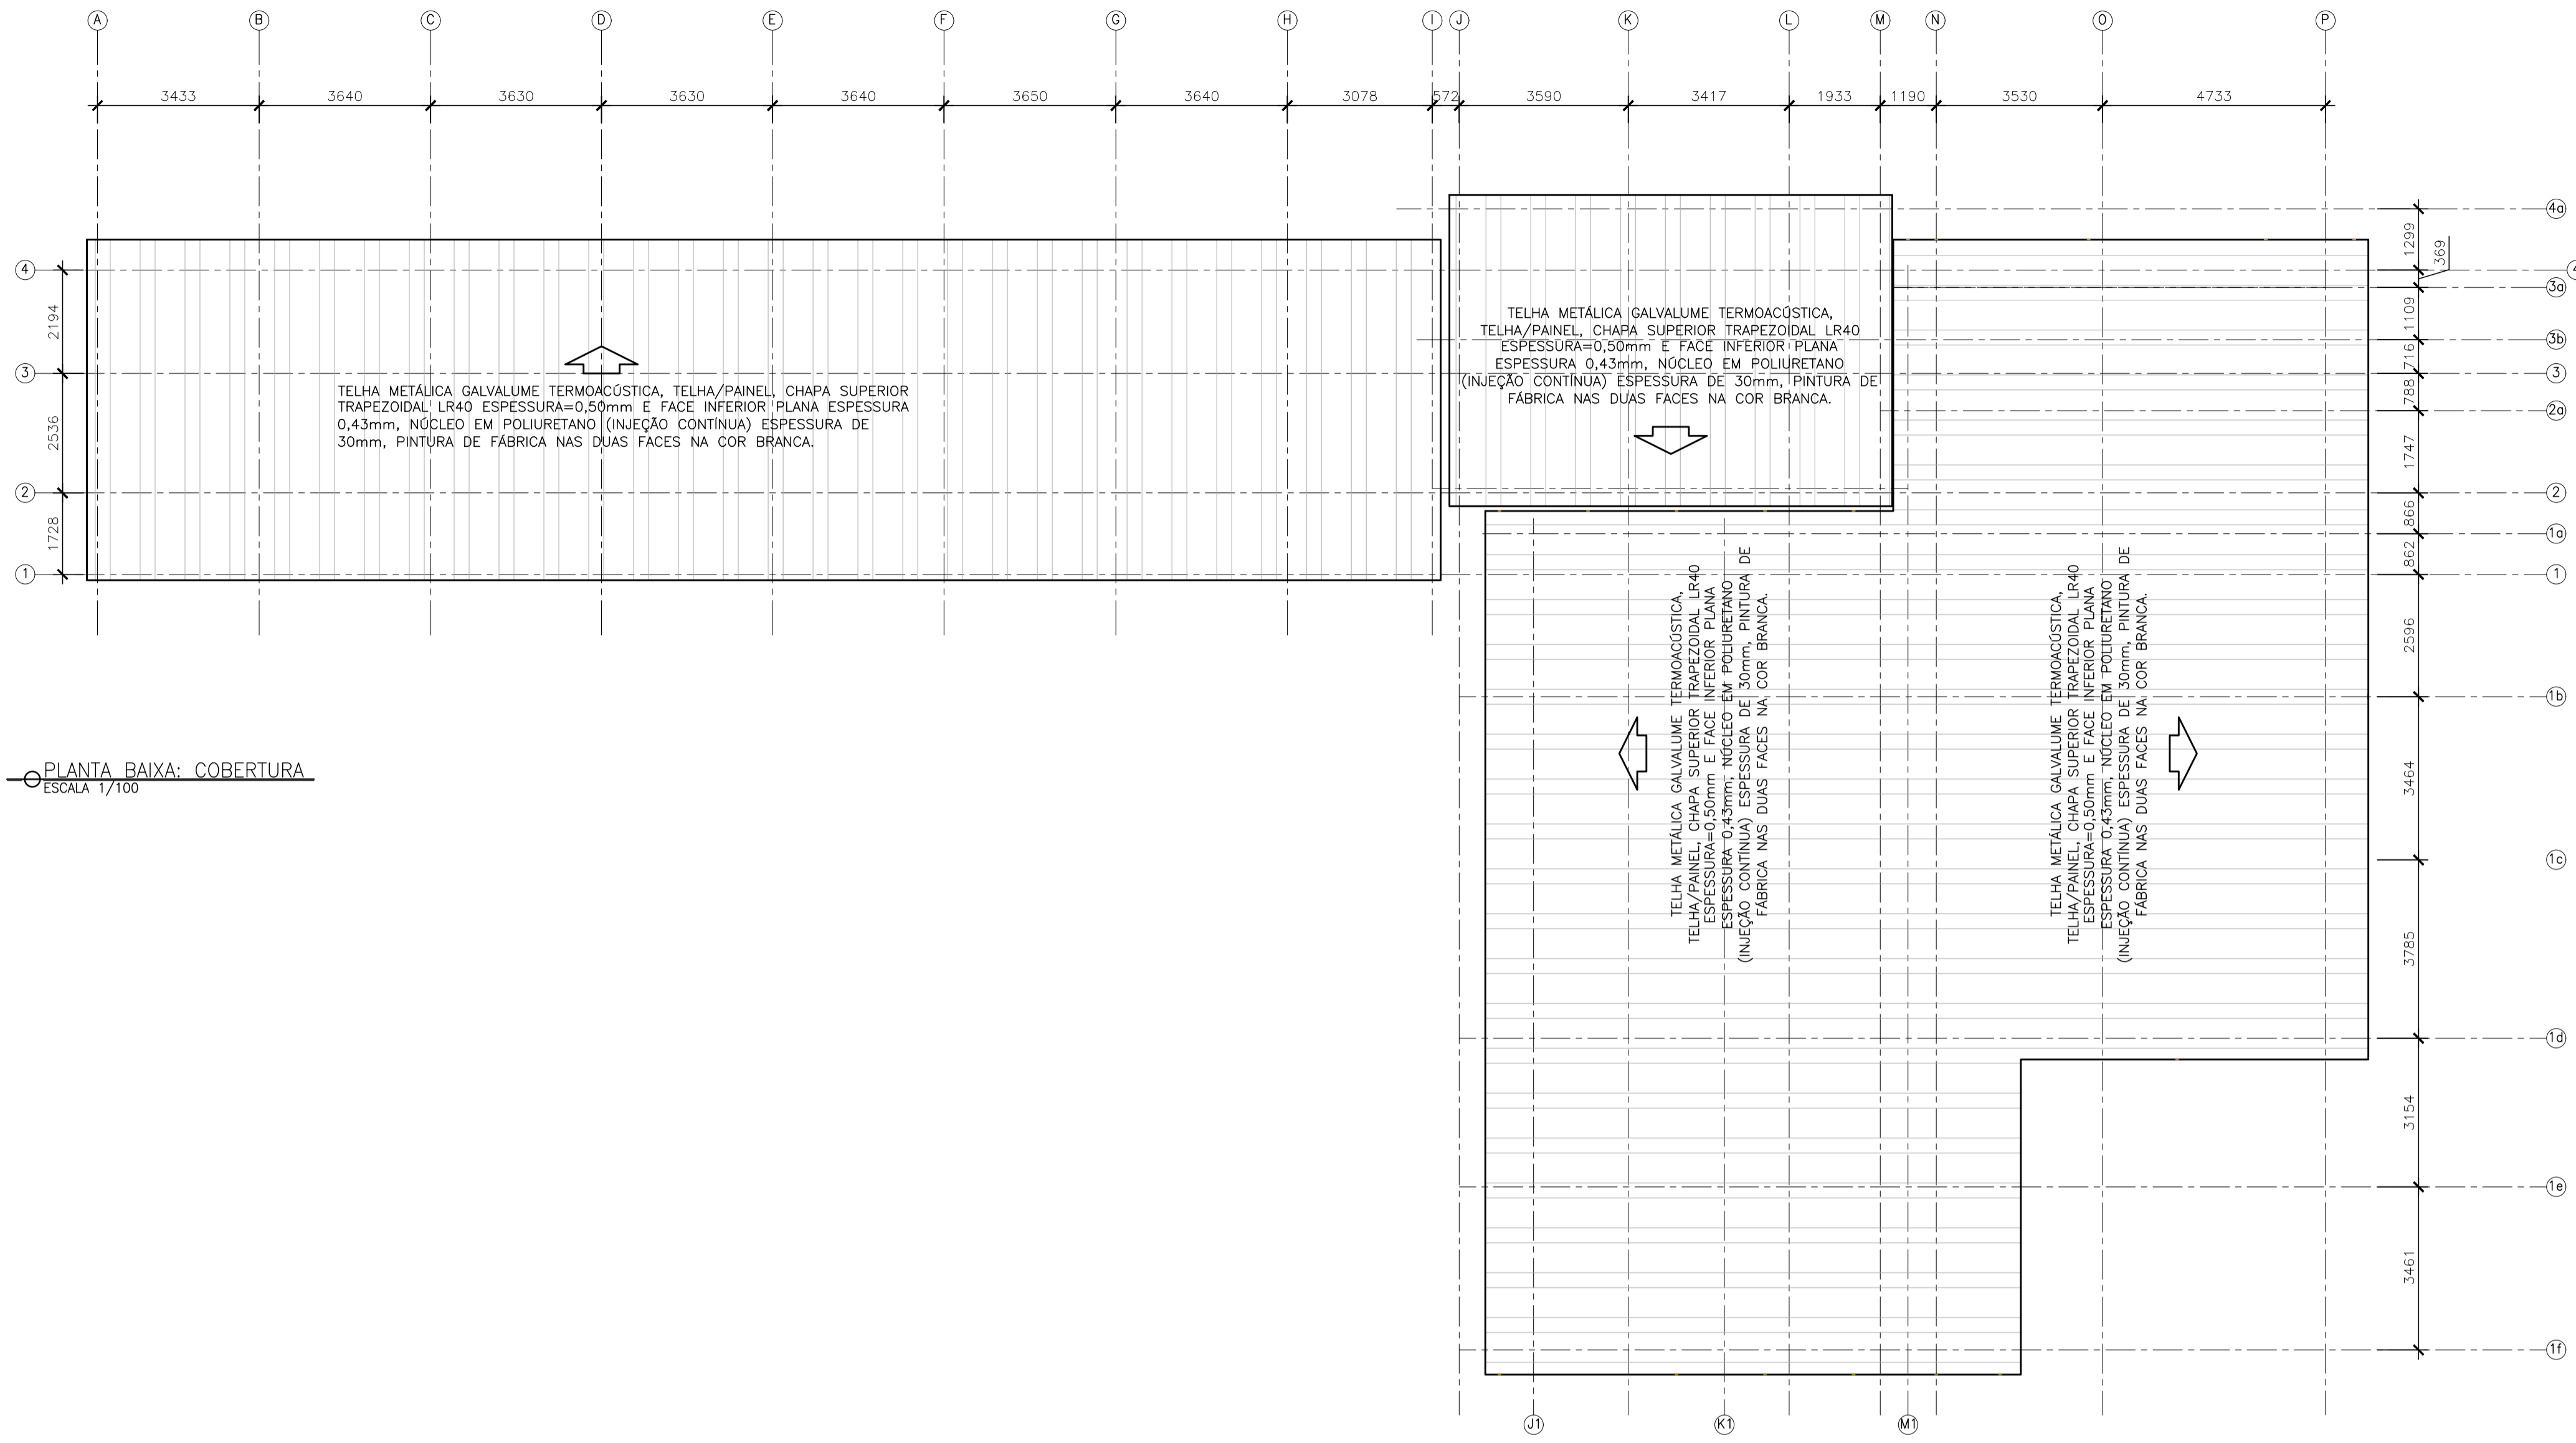 A B C D E F G H I J K L M N O P
3433 3640 3630 3630 3640 3650 3640 3078 572 3590 3417 1933 1190 3530 4733
4a
1299
369
4
4
3a
1109
3b
716
3
3
788
2a
2194
2536
1747
2
2
866
1a
1728
862
1
1
TELHA METÁLICA GALVALUME TERMOACÚSTICA, TELHA/PAINEL, CHAPA SUPERIOR
TRAPEZOIDAL LR40 ESPESSURA=0,50mm E FACE INFERIOR PLANA ESPESSURA
0,43mm, NÚCLEO EM POLIURETANO (INJEÇÃO CONTÍNUA) ESPESSURA DE
30mm, PINTURA DE FÁBRICA NAS DUAS FACES NA COR BRANCA.
TELHA METÁLICA GALVALUME TERMOACÚSTICA,
TELHA/PAINEL, CHAPA SUPERIOR TRAPEZOIDAL LR40
ESPESSURA=0,50mm E FACE INFERIOR PLANA
ESPESSURA 0,43mm, NÚCLEO EM POLIURETANO
(INJEÇÃO CONTÍNUA) ESPESSURA DE 30mm, PINTURA DE
FÁBRICA NAS DUAS FACES NA COR BRANCA.
TELHA METÁLICA GALVALUME TERMOACÚSTICA,
TELHA/PAINEL, CHAPA SUPERIOR TRAPEZOIDAL LR40
ESPESSURA=0,50mm E FACE INFERIOR PLANA
ESPESSURA 0,43mm, NÚCLEO EM POLIURETANO
(INJEÇÃO CONTÍNUA) ESPESSURA DE 30mm, PINTURA DE
FÁBRICA NAS DUAS FACES NA COR BRANCA.
TELHA METÁLICA GALVALUME TERMOACÚSTICA,
TELHA/PAINEL, CHAPA SUPERIOR TRAPEZOIDAL LR40
ESPESSURA=0,50mm E FACE INFERIOR PLANA
ESPESSURA 0,43mm, NÚCLEO EM POLIURETANO
(INJEÇÃO CONTÍNUA) ESPESSURA DE 30mm, PINTURA DE
FÁBRICA NAS DUAS FACES NA COR BRANCA.
2596
1b
3464
1c
3785
1d
3154
1e
3461
1f
PLANTA BAIXA: COBERTURA
ESCALA 1/100
J1 K1 M1